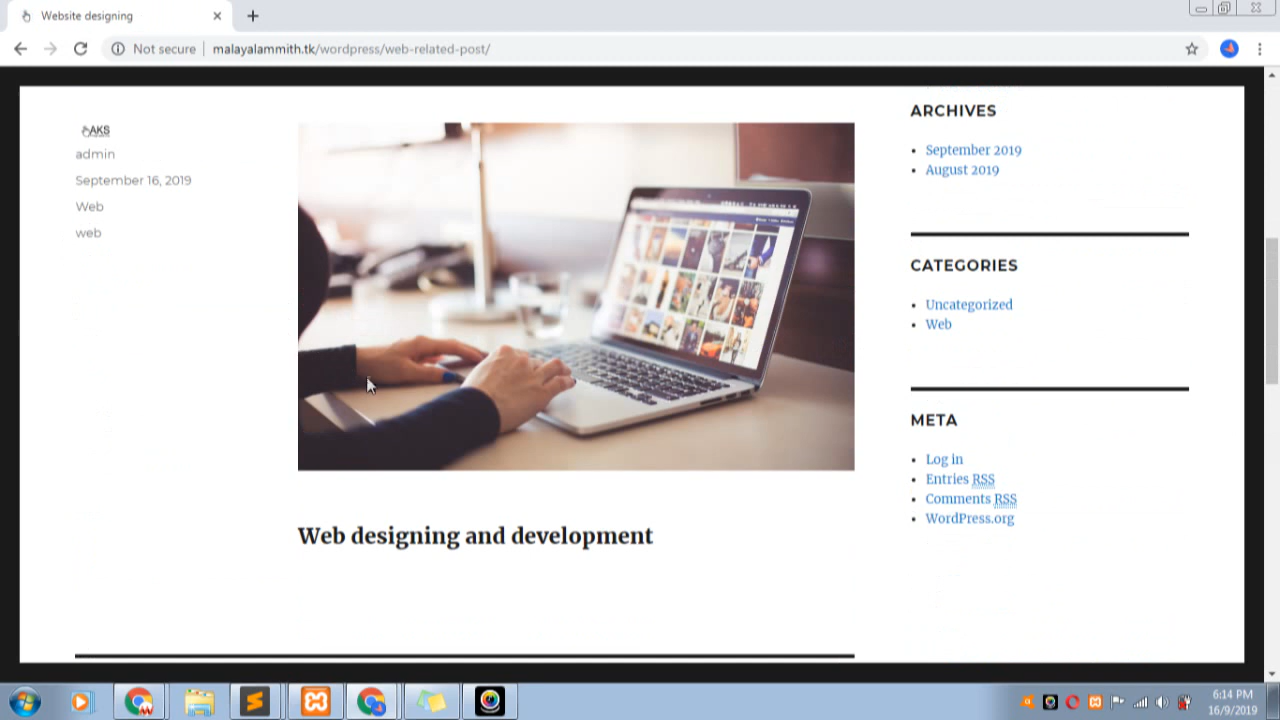 Website designing
Not secure
malayalammith.tk/wordpress/web-related-post/
AKS
admin
September 16, 2019
Web
web
Web designing and development
ARCHIVES
September 2019
August 2019
CATEGORIES
Uncategorized
Web
META
Log in
Entries RSS
Comments RSS
WordPress.org
6:14 PM
16/9/2019